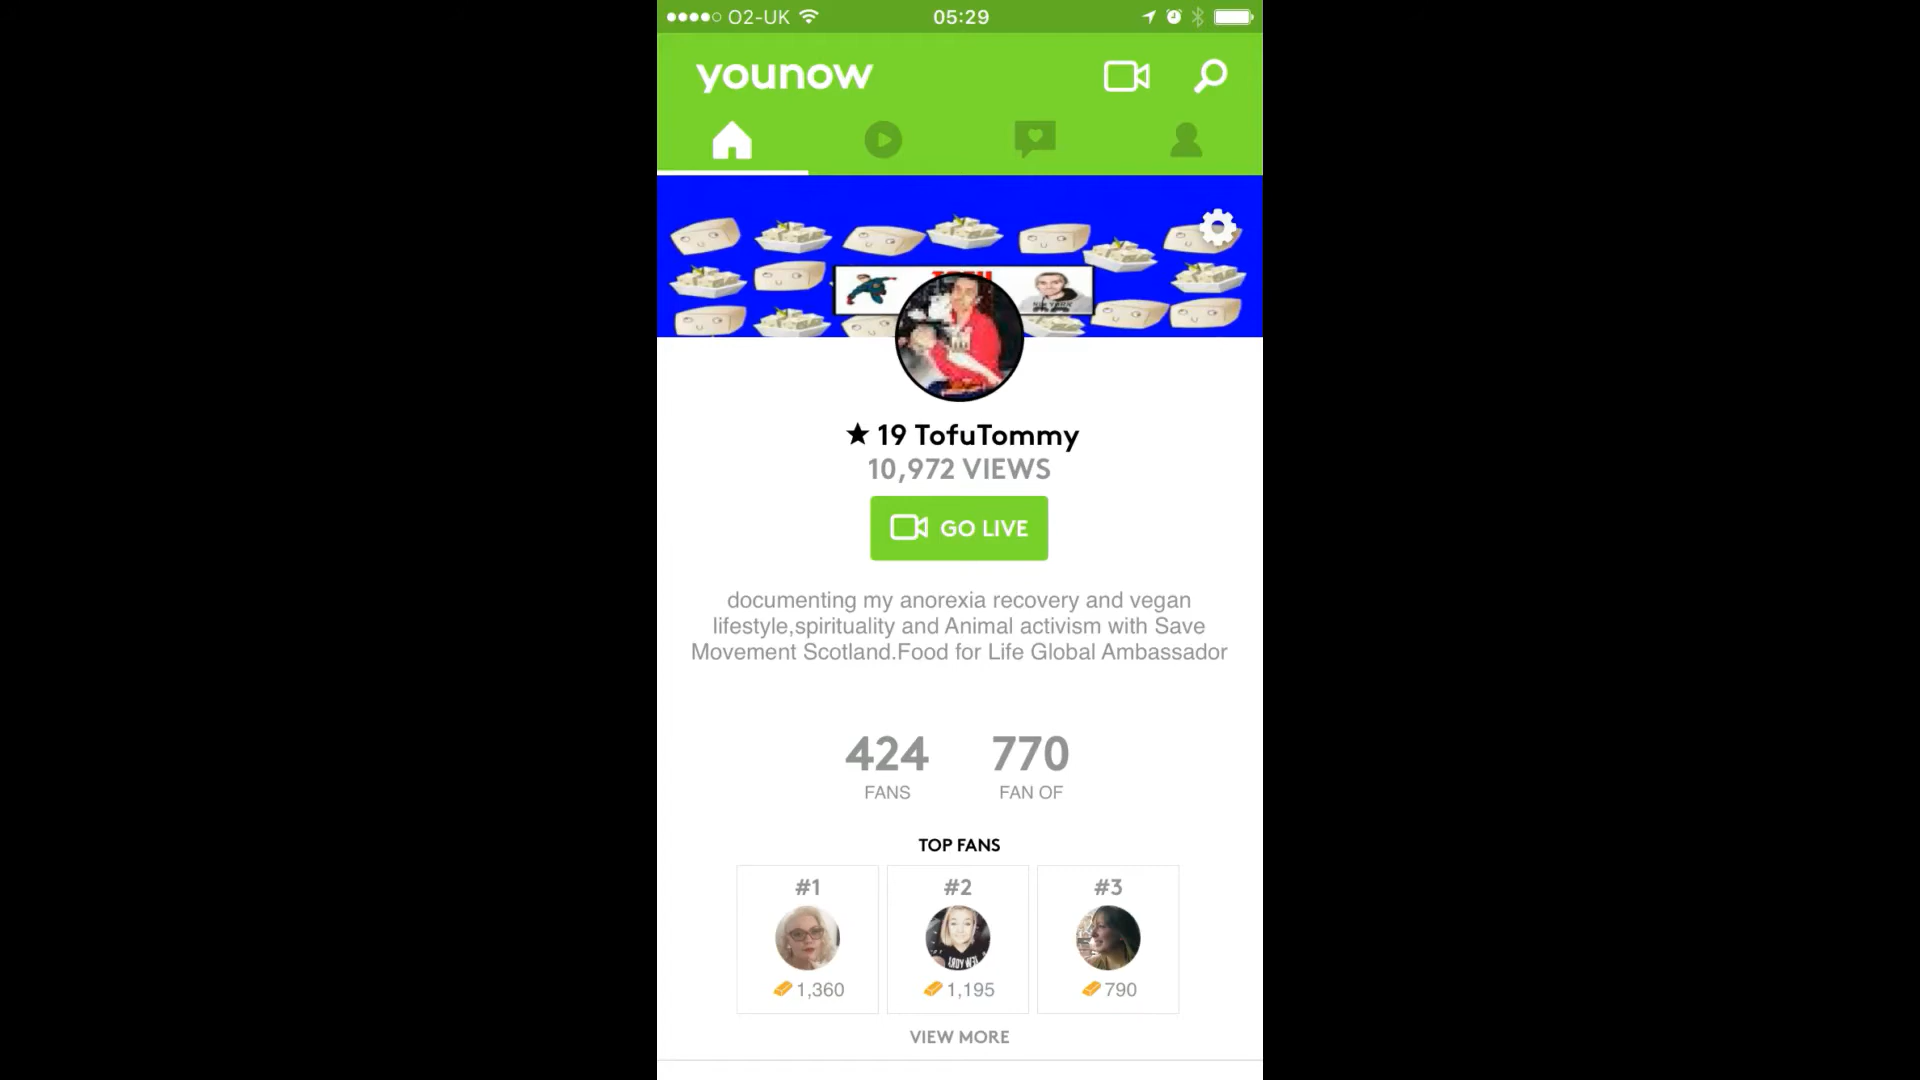 O2-UK 05:29
younow
★ 19 TofuTommy
10,972 VIEWS
GO LIVE
documenting my anorexia recovery and vegan
lifestyle,spirituality and Animal activism with Save
Movement Scotland.Food for Life Global Ambassador
424 770
FANS FAN OF
TOP FANS
#1 #2 #3
1,360 1,195 790
VIEW MORE